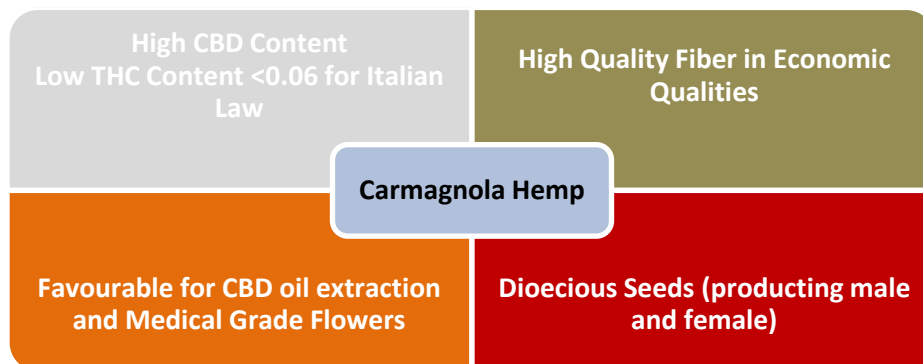 High CBD Content
Low THC Content <0.06 for Italian
Law
High Quality Fiber in Economic
Qualities
Carmagnola Hemp
Favourable for CBD oil extraction
and Medical Grade Flowers
Dioecious Seeds (producting male
and female)